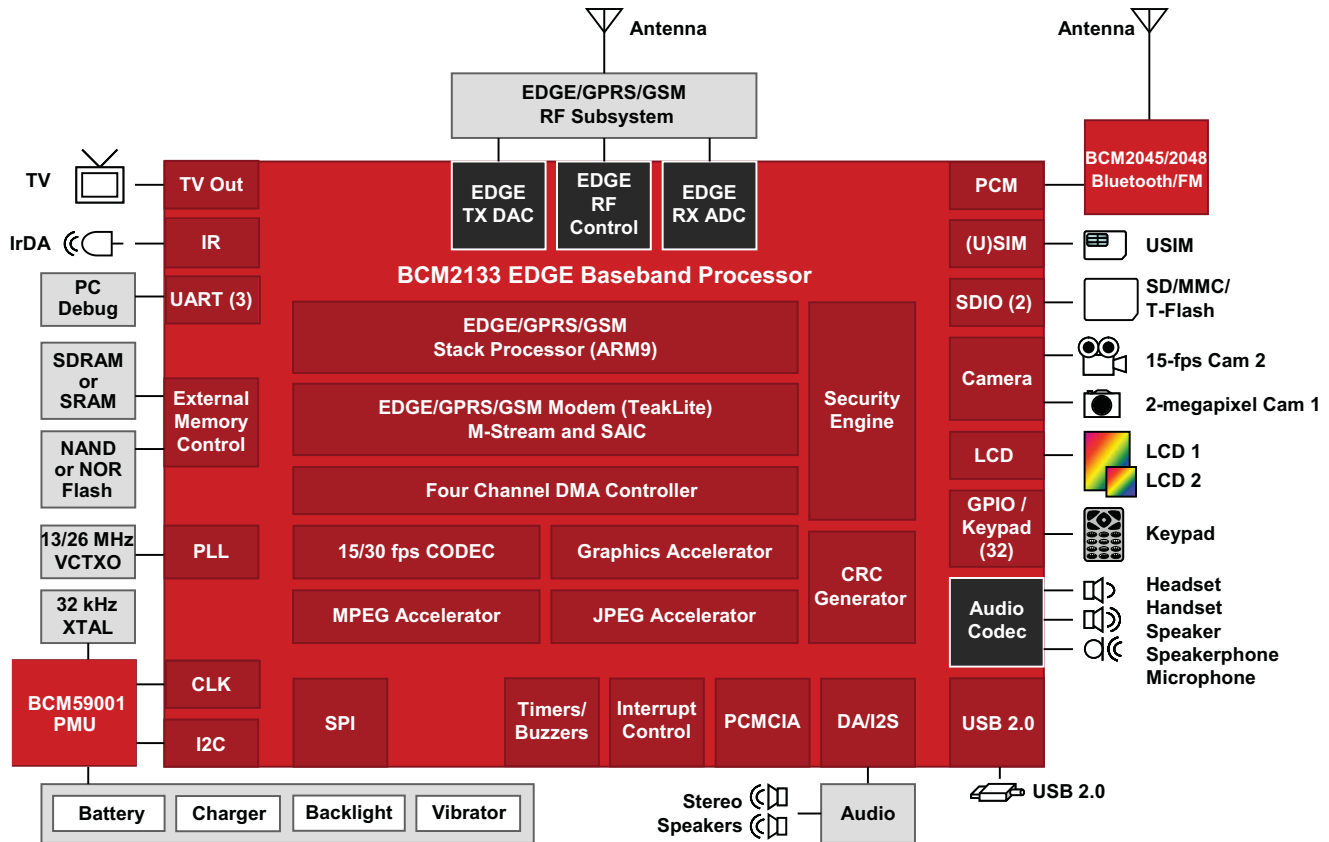 Antenna
Antenna
EDGE/GPRS/GSM
RF Subsystem
BCM2045/2048
Bluetooth/FM
TV
TV Out
EDGE
TX DAC
EDGE
RF
Control
EDGE
RX ADC
PCM
IrDA
IR
(U)SIM
USIM
BCM2133 EDGE Baseband Processor
PC
Debug
UART (3)
SDIO (2)
SD/MMC/
T-Flash
EDGE/GPRS/GSM
Stack Processor (ARM9)
SDRAM
or
SRAM
External
Memory
Control
NAND
or NOR
Flash
EDGE/GPRS/GSM Modem (TeakLite)
M-Stream and SAIC
Security
Engine
Camera
15-fps Cam 2
2-megapixel Cam 1
LCD
LCD 1
LCD 2
Four Channel DMA Controller
GPIO /
Keypad
(32)
Keypad
13/26 MHz
VCTXO
PLL
15/30 fps CODEC
Graphics Accelerator
CRC
Generator
32 kHz
XTAL
MPEG Accelerator
JPEG Accelerator
Audio
Codec
Headset
Handset
Speaker
Speakerphone
Microphone
BCM59001
PMU
CLK
I2C
SPI
Timers/
Buzzers
Interrupt
Control
PCMCIA
DA/I2S
USB 2.0
USB 2.0
Battery
Charger
Backlight
Vibrator
Stereo
Speakers
Audio